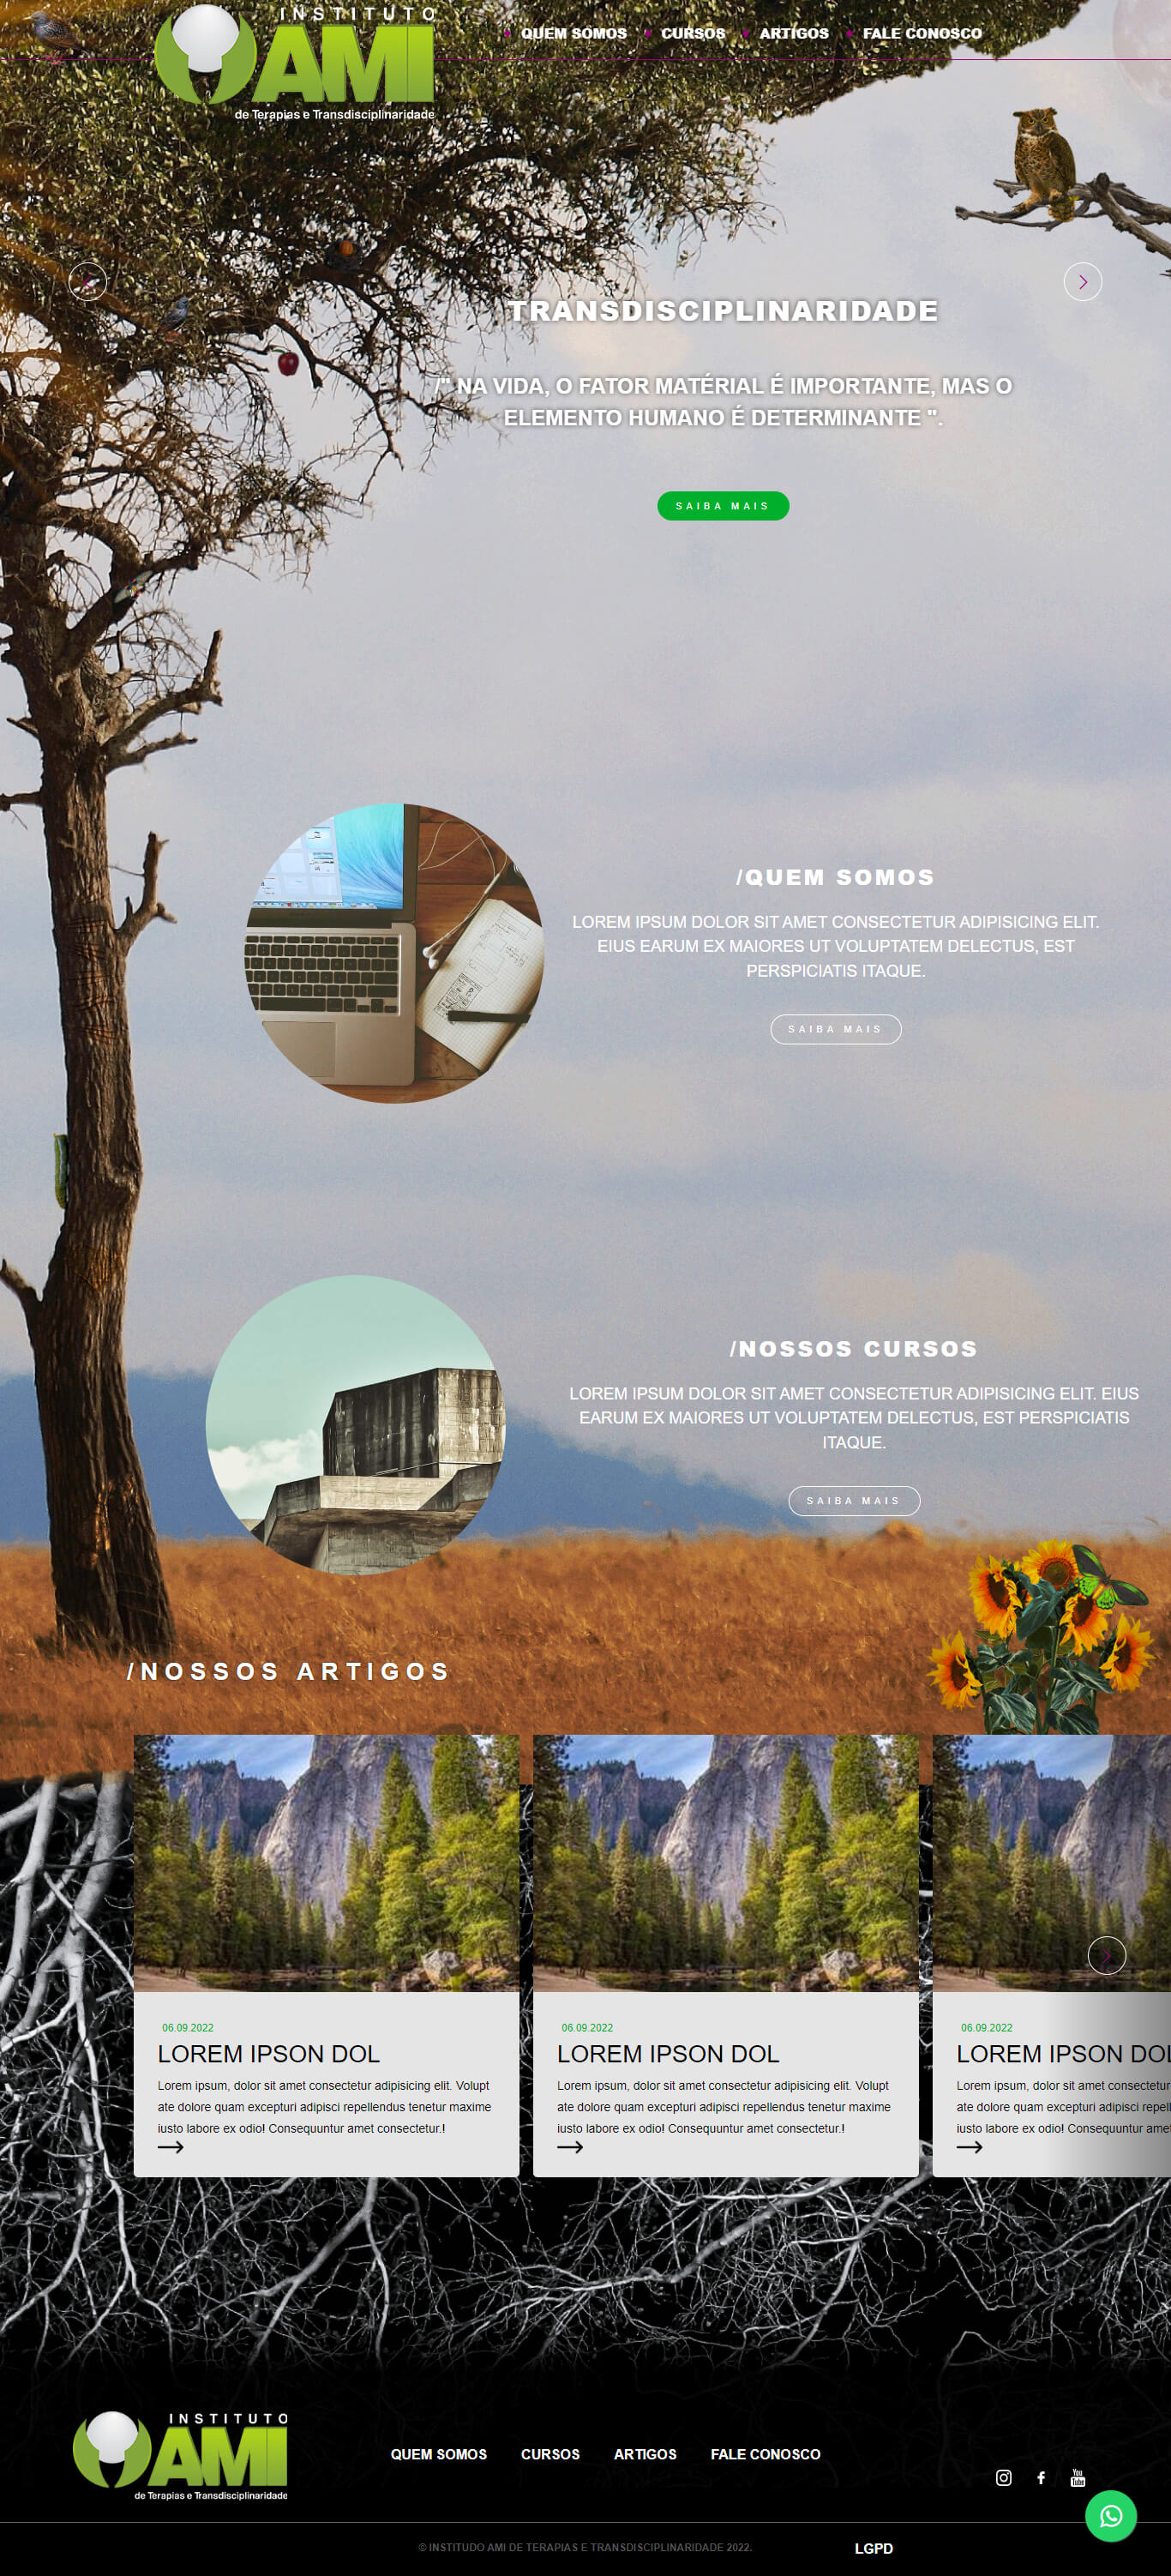 INSTITUTO
AMI
de Terapias e Transdisciplinaridade
QUEM SOMOS CURSOS ARTIGOS FALE CONOSCO
TRANSDISCIPLINARIDADE
/" NA VIDA, O FATOR MATÉRIAL É IMPORTANTE, MAS O
ELEMENTO HUMANO É DETERMINANTE ".
SAIBA MAIS
/QUEM SOMOS
LOREM IPSUM DOLOR SIT AMET CONSECTETUR ADIPISICING ELIT.
EIUS EARUM EX MAIORES UT VOLUPTATEM DELECTUS, EST
PERSPICIATIS ITAQUE.
SAIBA MAIS
/NOSSOS CURSOS
LOREM IPSUM DOLOR SIT AMET CONSECTETUR ADIPISICING ELIT. EIUS
EARUM EX MAIORES UT VOLUPTATEM DELECTUS, EST PERSPICIATIS
ITAQUE.
SAIBA MAIS
/NOSSOS ARTIGOS
06.09.2022
LOREM IPSON DOL
Lorem ipsum, dolor sit amet consectetur adipisicing elit. Volupt
ate dolore quam excepturi adipisci repellendus tenetur maxime
iusto labore ex odio! Consequuntur amet consectetur.!
06.09.2022
LOREM IPSON DOL
Lorem ipsum, dolor sit amet consectetur adipisicing elit. Volupt
ate dolore quam excepturi adipisci repellendus tenetur maxime
iusto labore ex odio! Consequuntur amet consectetur.!
06.09.2022
LOREM IPSON DOL
Lorem ipsum, dolor sit amet consectetur
ate dolore quam excepturi adipisci repell
iusto labore ex odio! Consequuntur amet
INSTITUTO
AMI
de Terapias e Transdisciplinaridade
QUEM SOMOS CURSOS ARTIGOS FALE CONOSCO
You Tube
© INSTITUDO AMI DE TERAPIAS E TRANSDISCIPLINARIDADE 2022.
LGPD